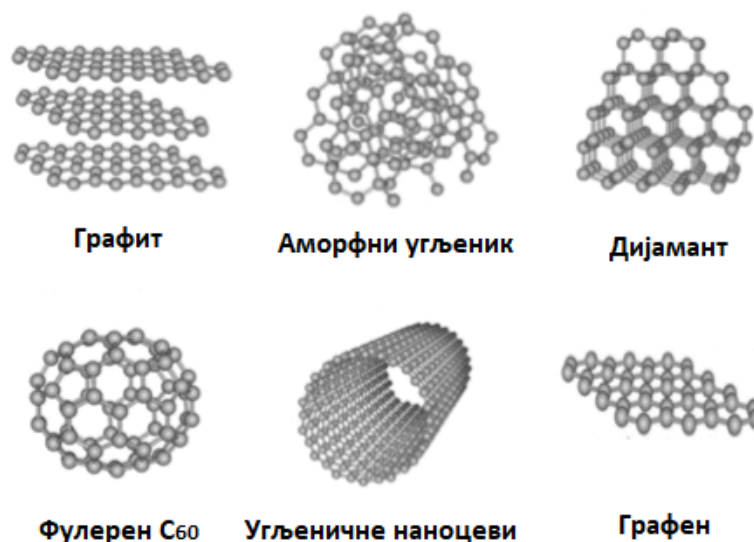 Графит
Аморфни угљеник
Дијамант
Фулерен C60
Угљеничне наноцеви
Графен